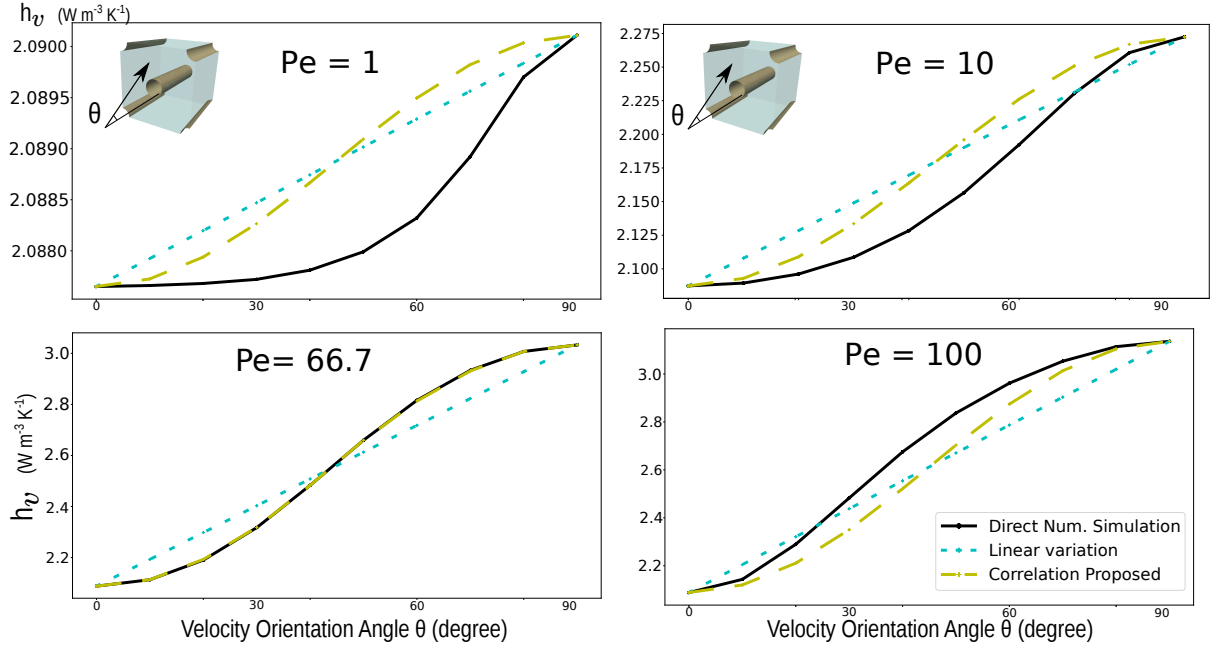 h𝑣 (W m⁻³ K⁻¹)
2.0900
2.0895
2.0890
2.0885
2.0880
Pe = 1
θ
0 30 60 90
2.275
2.250
2.225
2.200
2.175
2.150
2.125
2.100
Pe = 10
θ
0 30 60 90
h𝑣 (W m⁻³ K⁻¹)
3.0
2.8
2.6
2.4
2.2
Pe= 66.7
0 30 60 90
Velocity Orientation Angle θ (degree)
3.0
2.8
2.6
2.4
2.2
Pe = 100
Direct Num. Simulation
Linear variation
Correlation Proposed
0 30 60 90
Velocity Orientation Angle θ (degree)